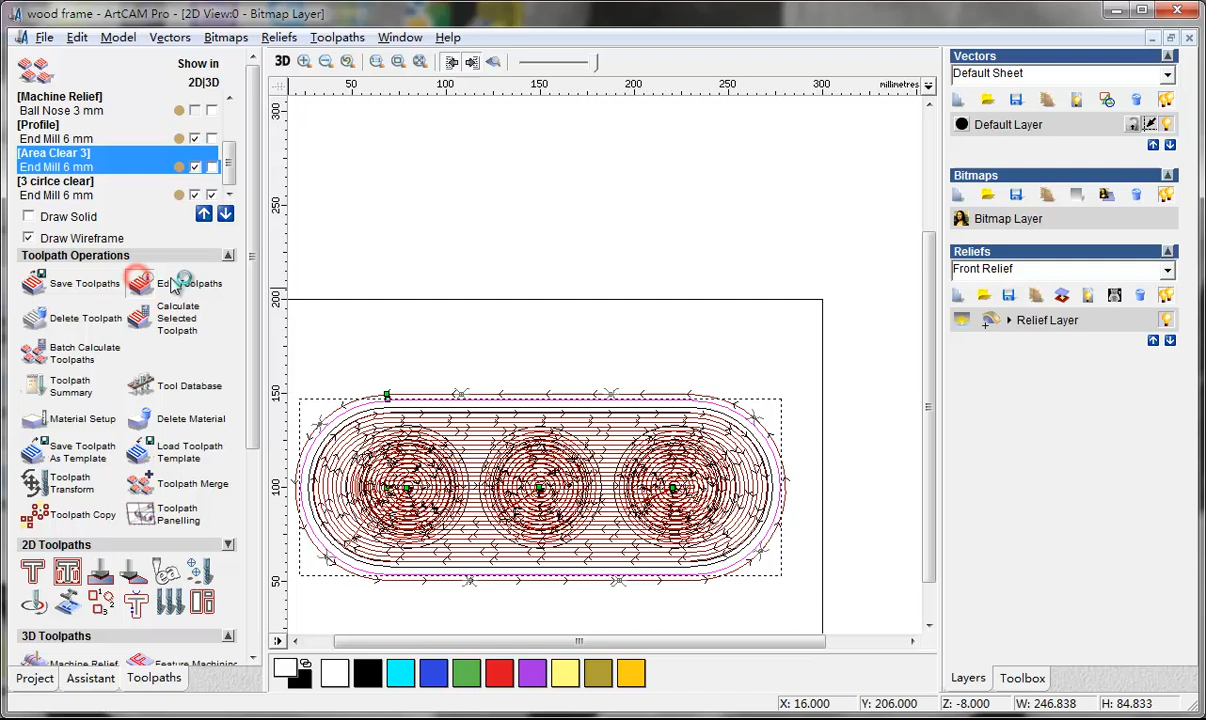 wood frame - ArtCAM Pro - [2D View:0 - Bitmap Layer]
File Edit Model Vectors Bitmaps Reliefs Toolpaths Window Help
Show in
2D|3D
[Machine Relief]
Ball Nose 3 mm
[Profile]
End Mill 6 mm
[Area Clear 3]
End Mill 6 mm
[3 cirlce clear]
End Mill 6 mm
Draw Solid
Draw Wireframe
Toolpath Operations
Save Toolpaths
Delete Toolpath
Calculate Selected Toolpath
Batch Calculate Toolpaths
Toolpath Summary
Tool Database
Material Setup
Delete Material
Save Toolpath As Template
Load Toolpath Template
Toolpath Transform
Toolpath Merge
Toolpath Copy
Toolpath Panelling
2D Toolpaths
3D Toolpaths
Machine Relief
Feature Machining
Project Assistant Toolpaths
3D
50 100 150 200 250 300 millimetres
300
250
200
150
100
50
Vectors
Default Sheet
Default Layer
Bitmaps
Bitmap Layer
Reliefs
Front Relief
Relief Layer
Layers Toolbox
X: 16.000 Y: 206.000 Z: -8.000 W: 246.838 H: 84.833